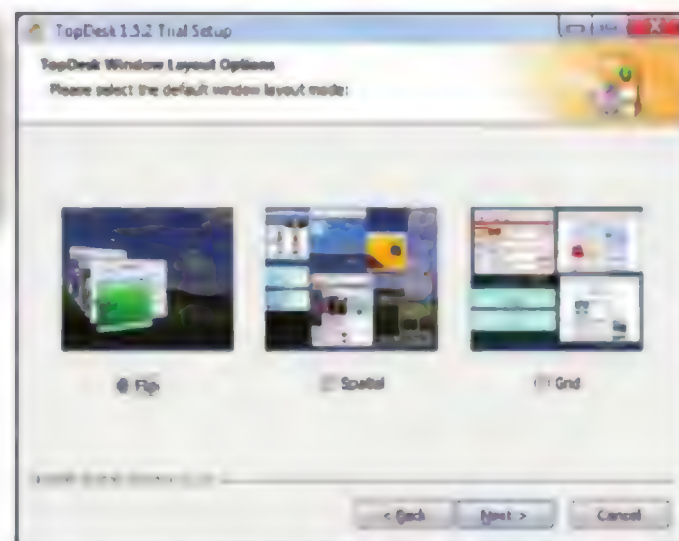 TopDesk 1.5.2 Trial Setup
TopDesk Window Layout Options
Please select the default window layout mode:
Flip
Spatial
Grid
< Back
Next >
Cancel